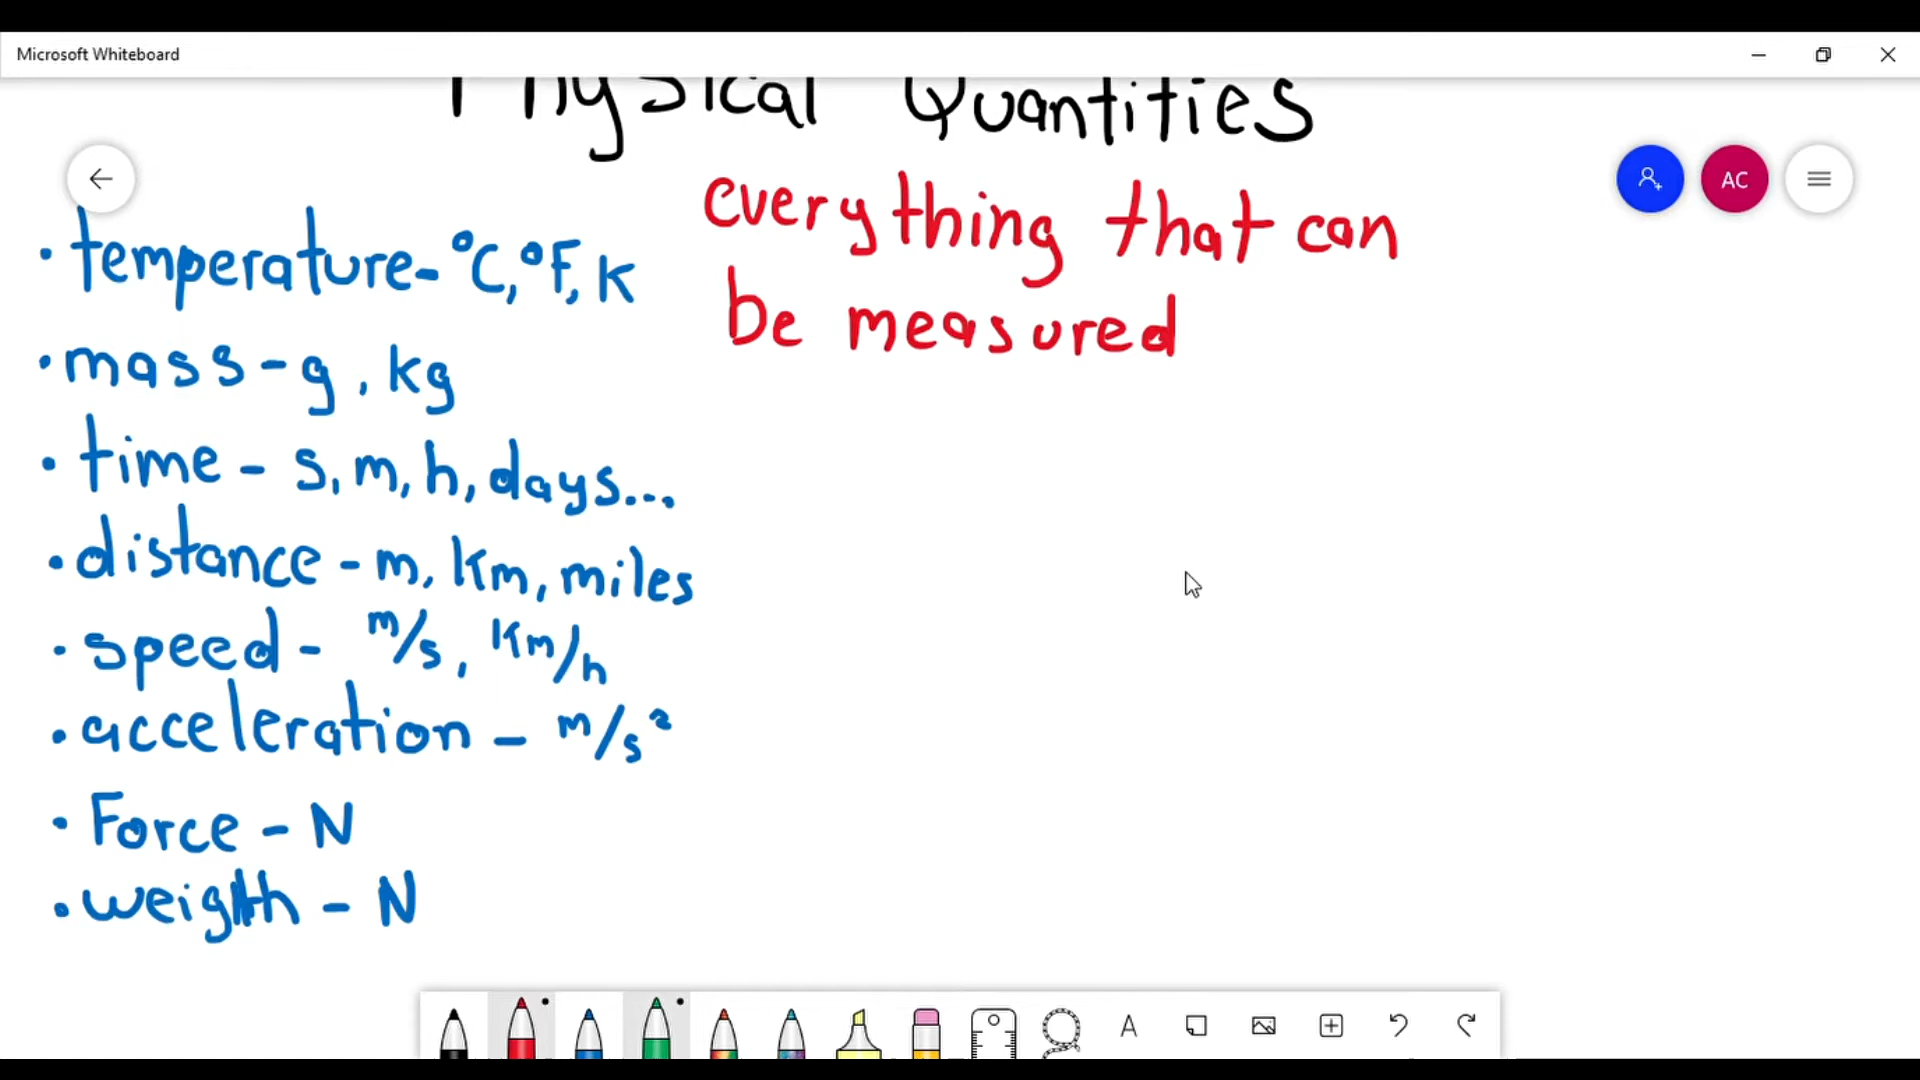 Microsoft Whiteboard
Physical Quantities
everything that can
be measured
AC
• temperature - °C, °F, K
• mass - g, kg
• time - s, m, h, days...
• distance - m, km, miles
• speed - m/s, km/h
• acceleration - m/s²
• Force - N
• weigth - N
A